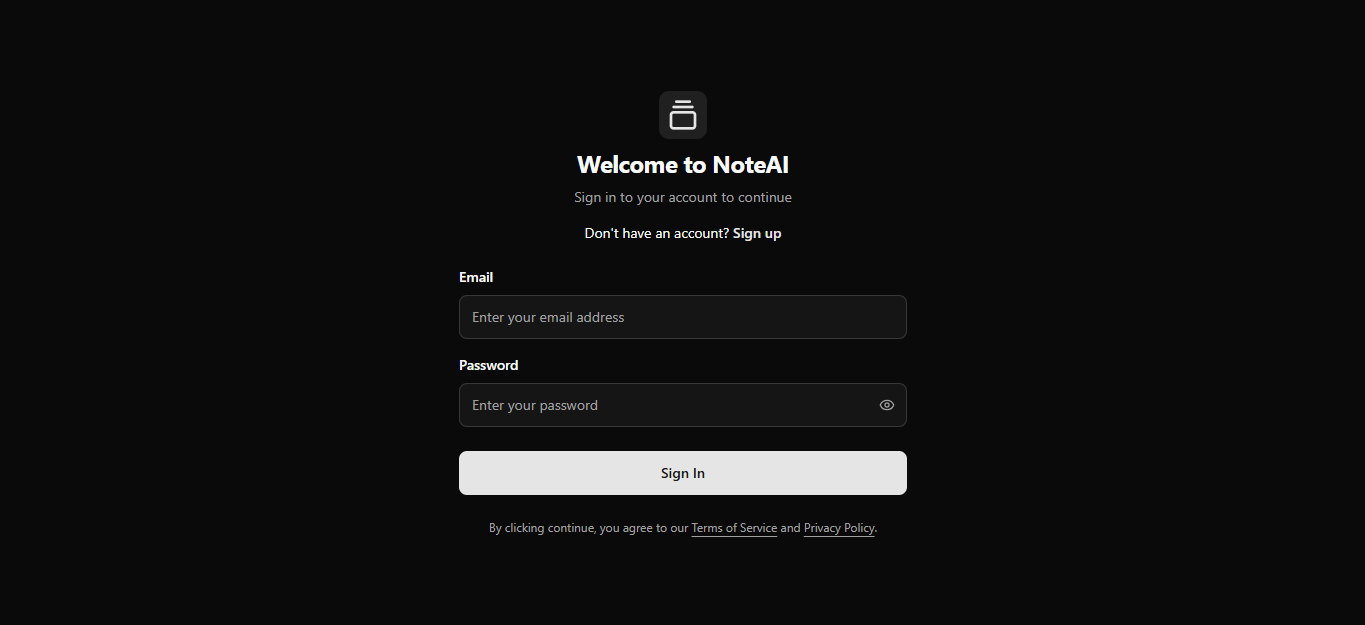 Welcome to NoteAI
Sign in to your account to continue
Don't have an account? Sign up
Email
Enter your email address
Password
Enter your password
Sign In
By clicking continue, you agree to our Terms of Service and Privacy Policy.